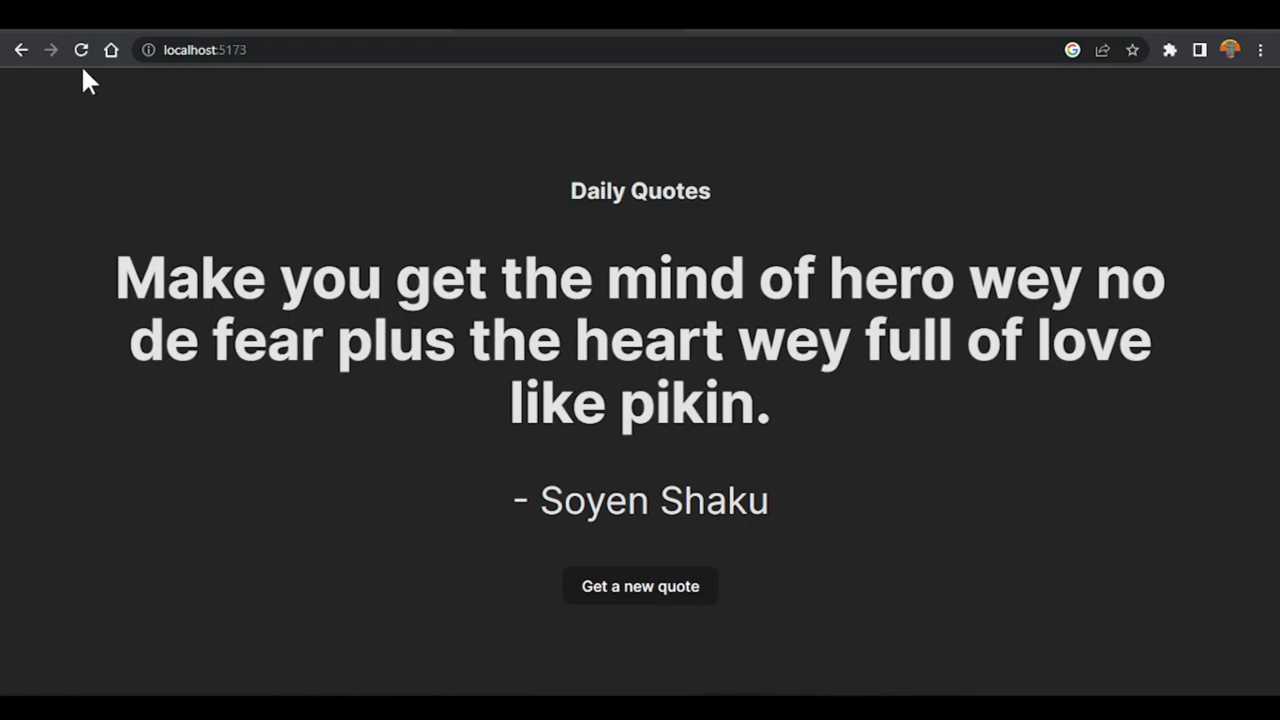 localhost:5173
Daily Quotes
Make you get the mind of hero wey no
de fear plus the heart wey full of love
like pikin.
- Soyen Shaku
Get a new quote